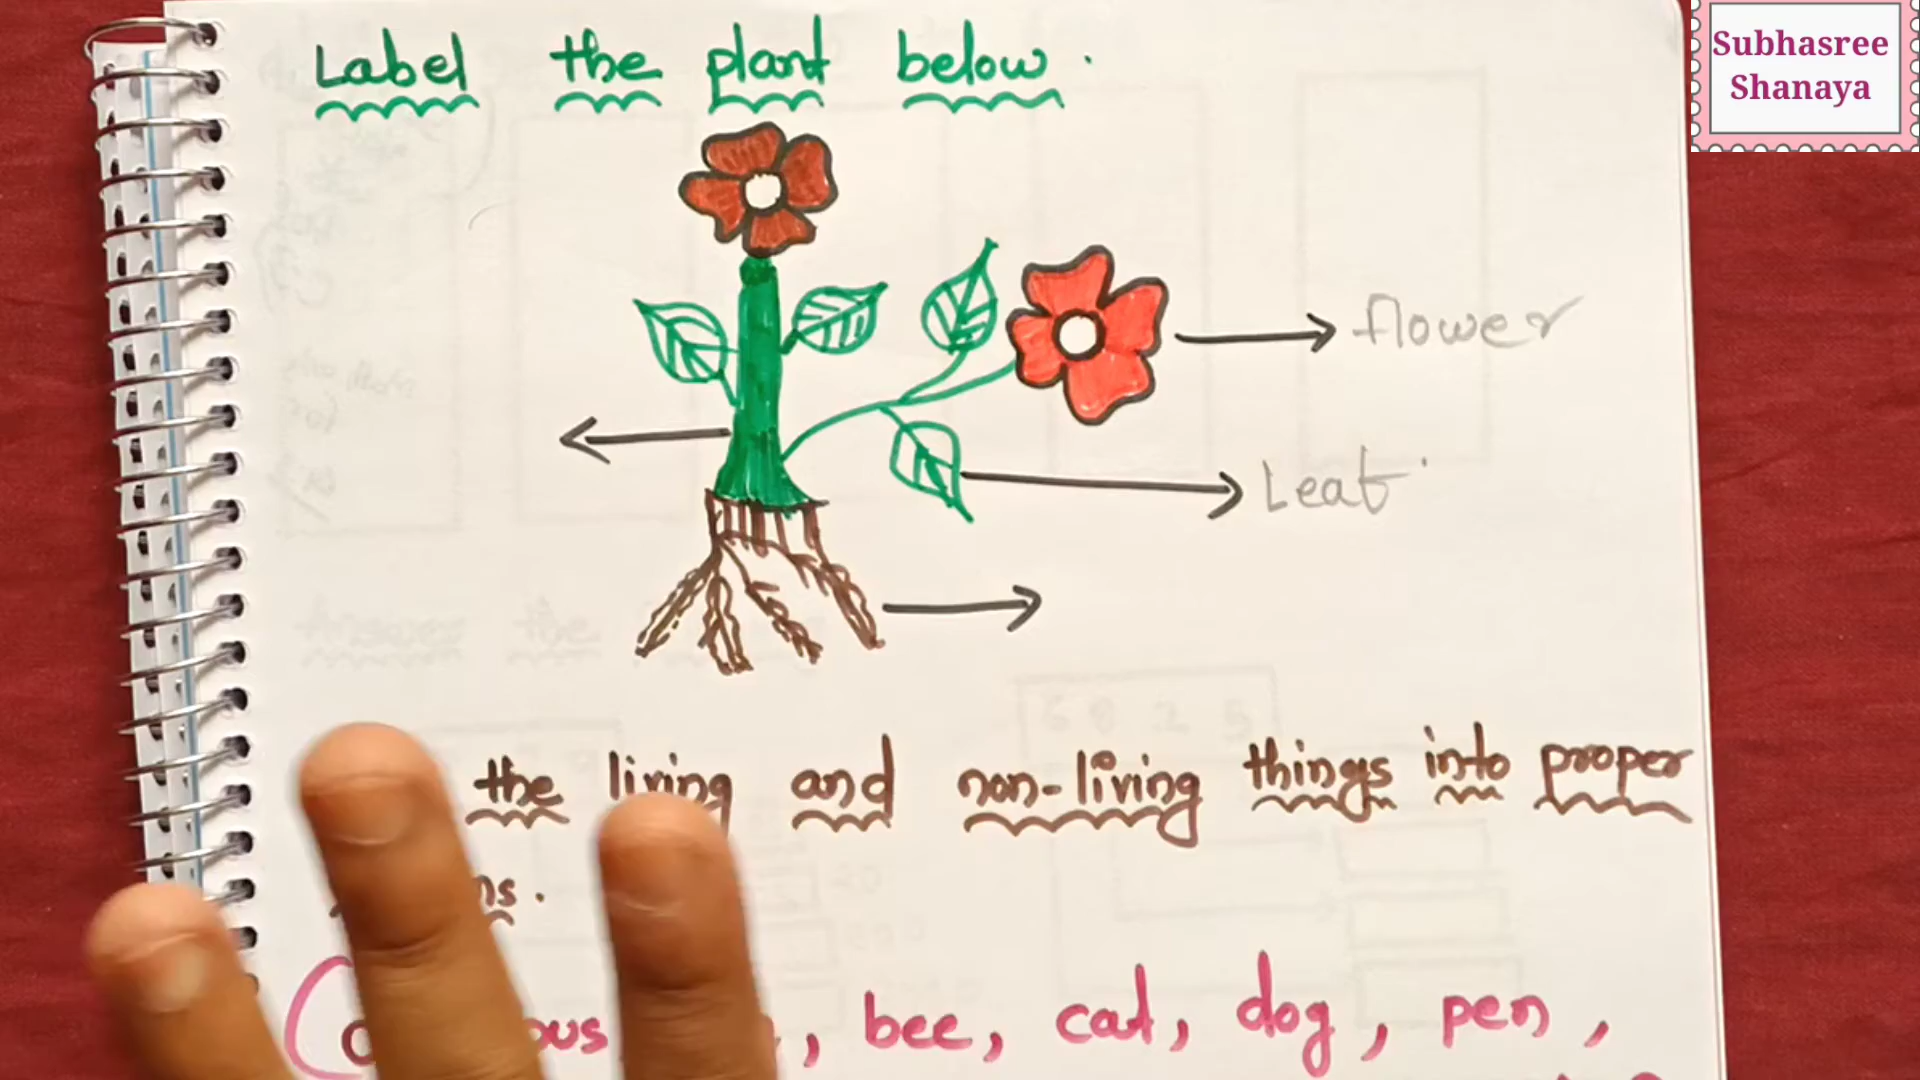 Label the plant below.
Subhasree
Shanaya
flower
Leaf
the living and non-living things into proper
bee, cat, dog, pen,